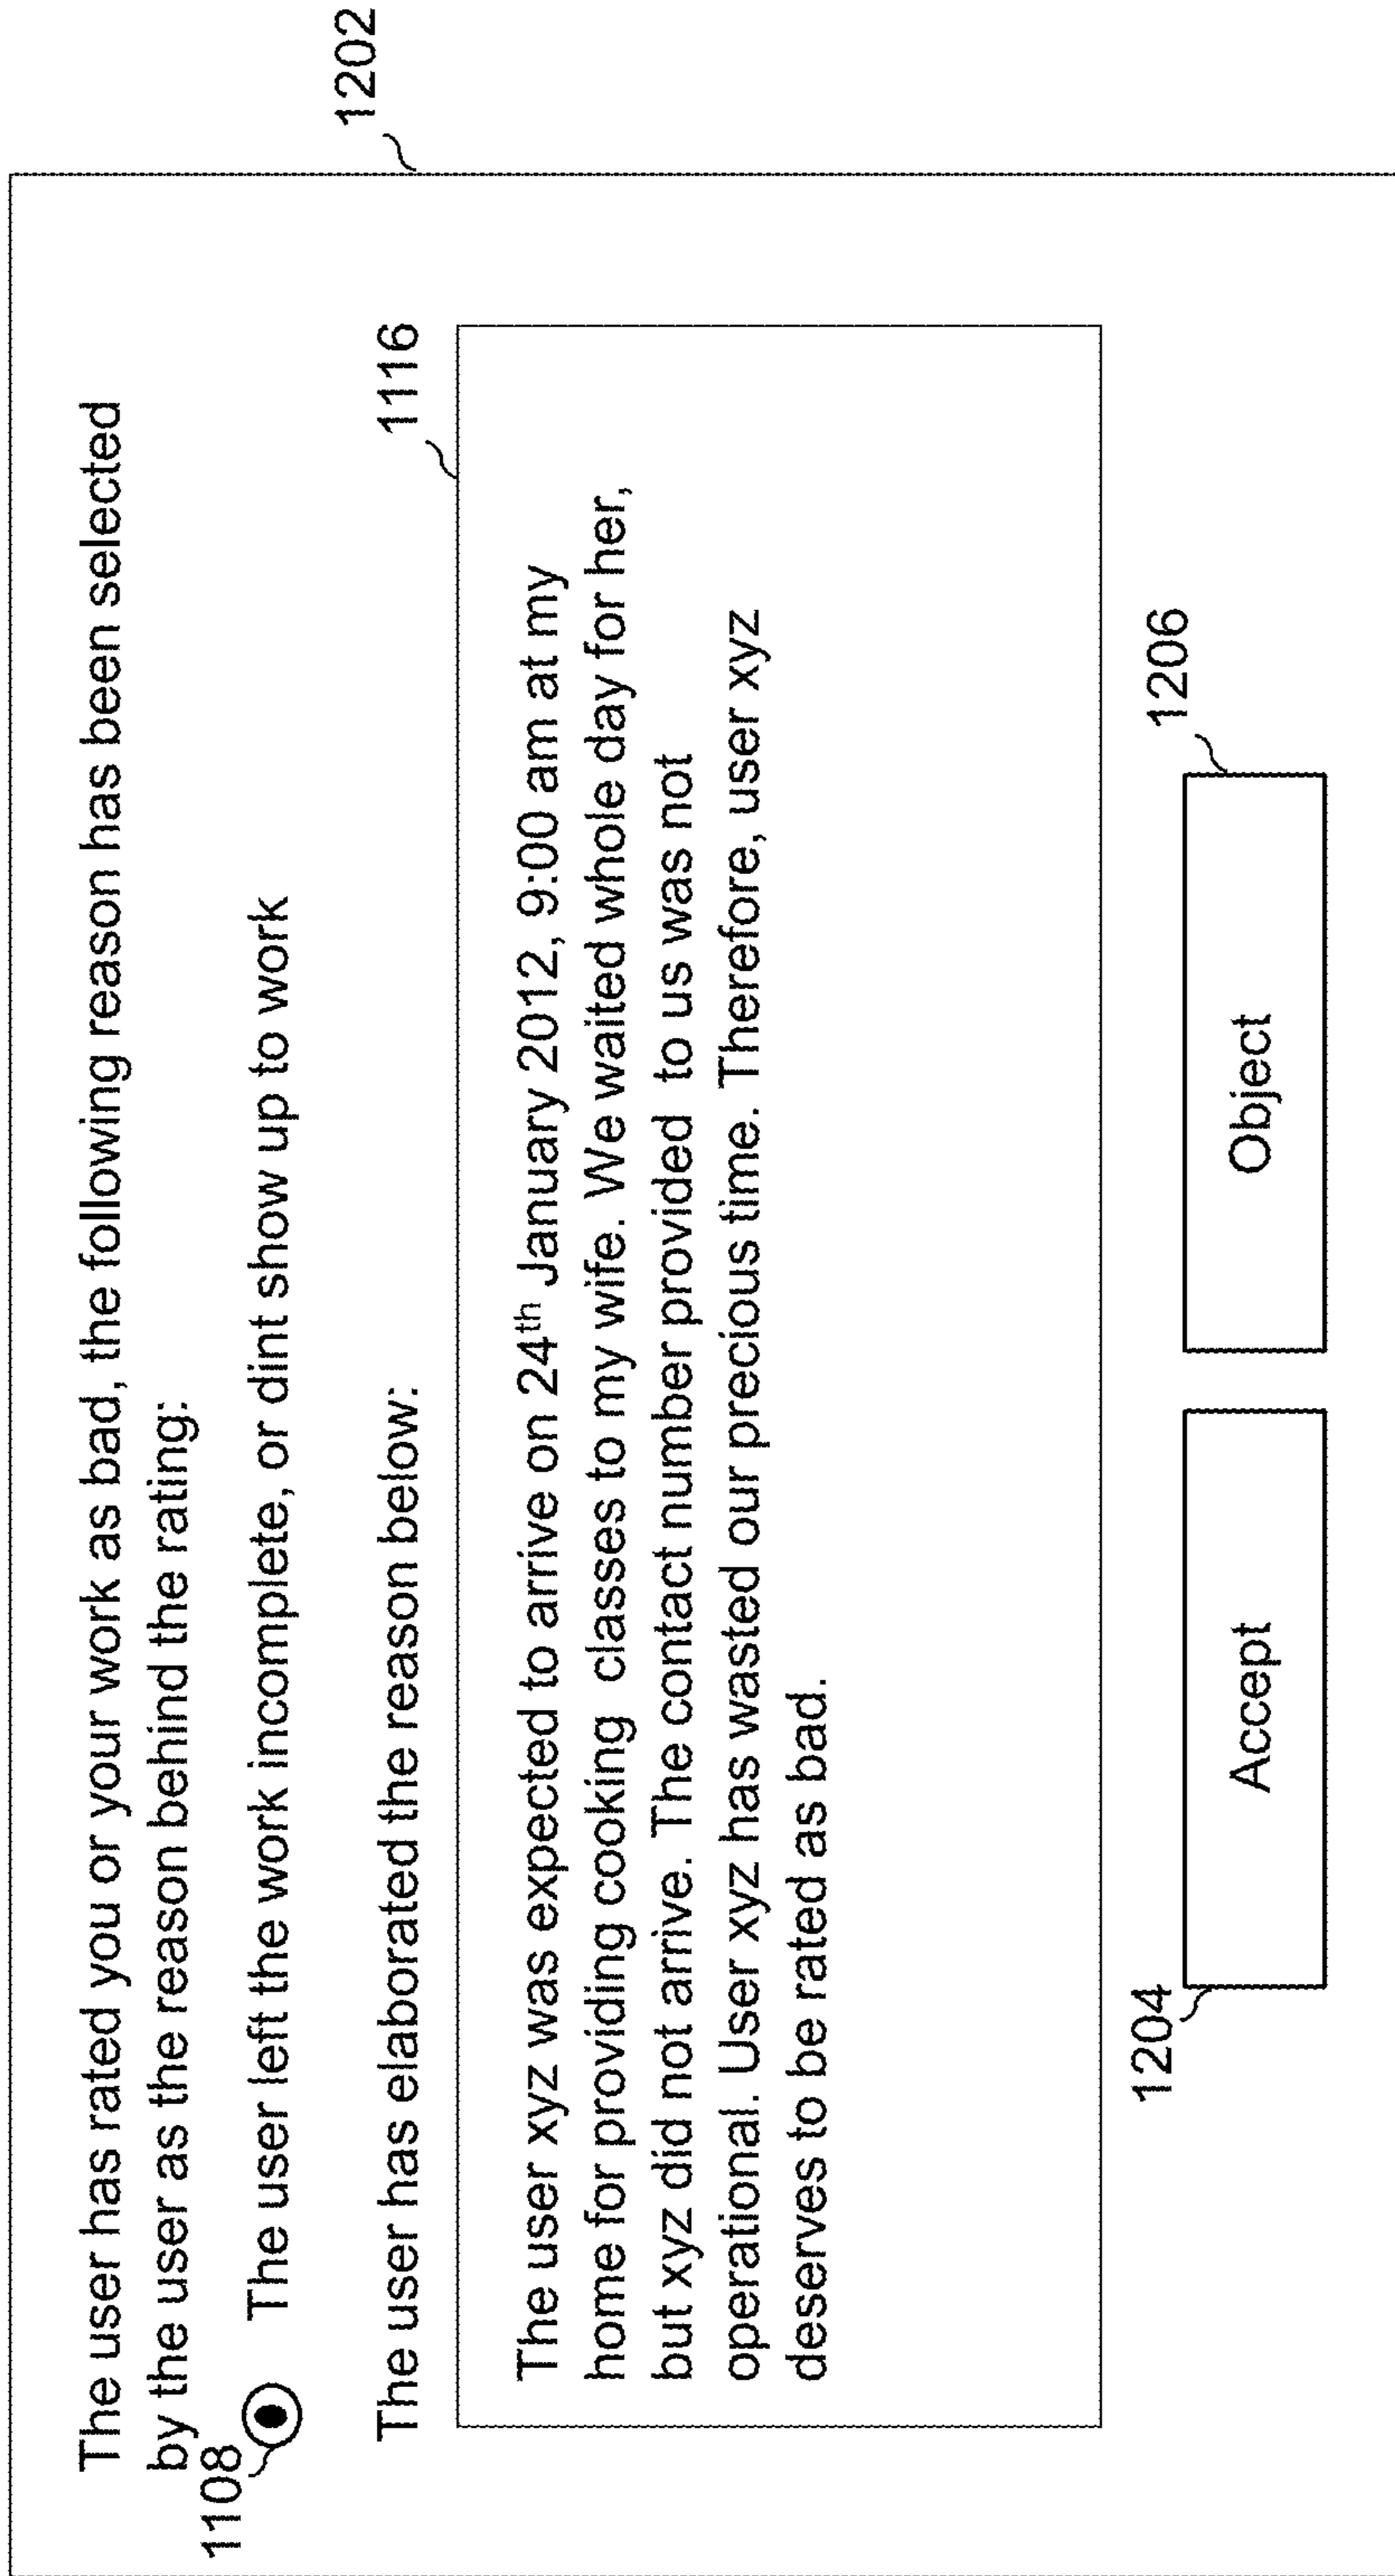 1202
The user has rated you or your work as bad, the following reason has been selected
by the user as the reason behind the rating:
1108
The user left the work incomplete, or dint show up to work
The user has elaborated the reason below:
1116
The user xyz was expected to arrive on 24th January 2012, 9:00 am at my
home for providing cooking classes to my wife. We waited whole day for her,
but xyz did not arrive. The contact number provided to us was not
operational. User xyz has wasted our precious time. Therefore, user xyz
deserves to be rated as bad.
1204
Accept
1206
Object